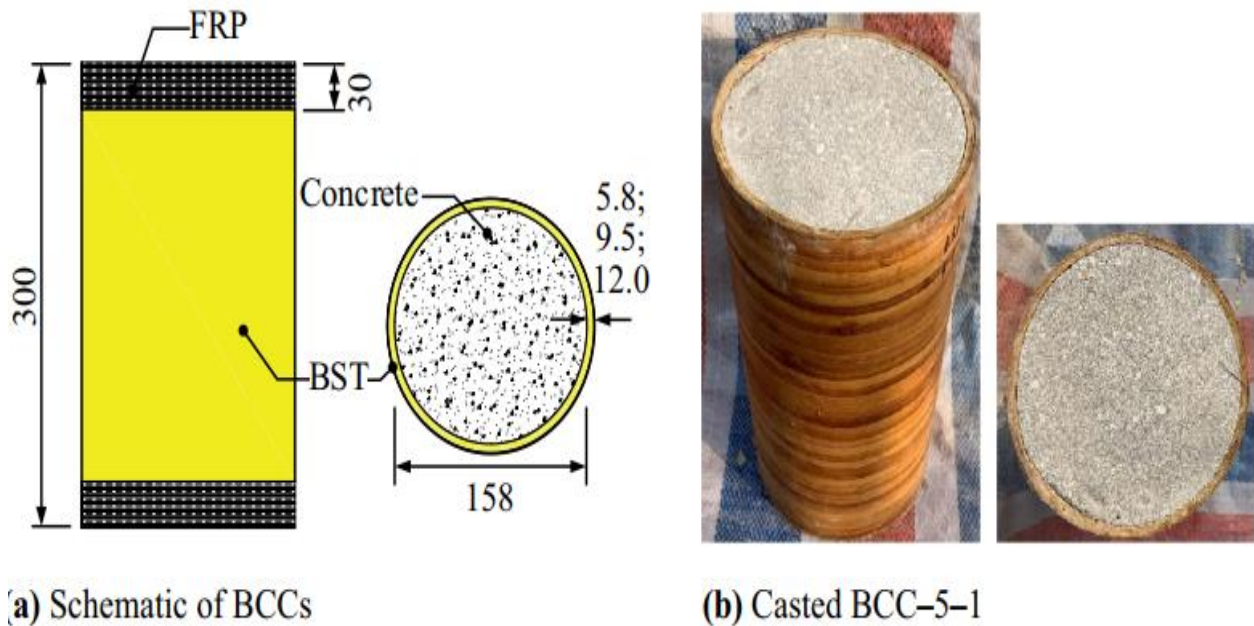 FRP
30
300
Concrete
5.8;
9.5;
12.0
BST
158
(a) Schematic of BCCs
(b) Casted BCC–5–1